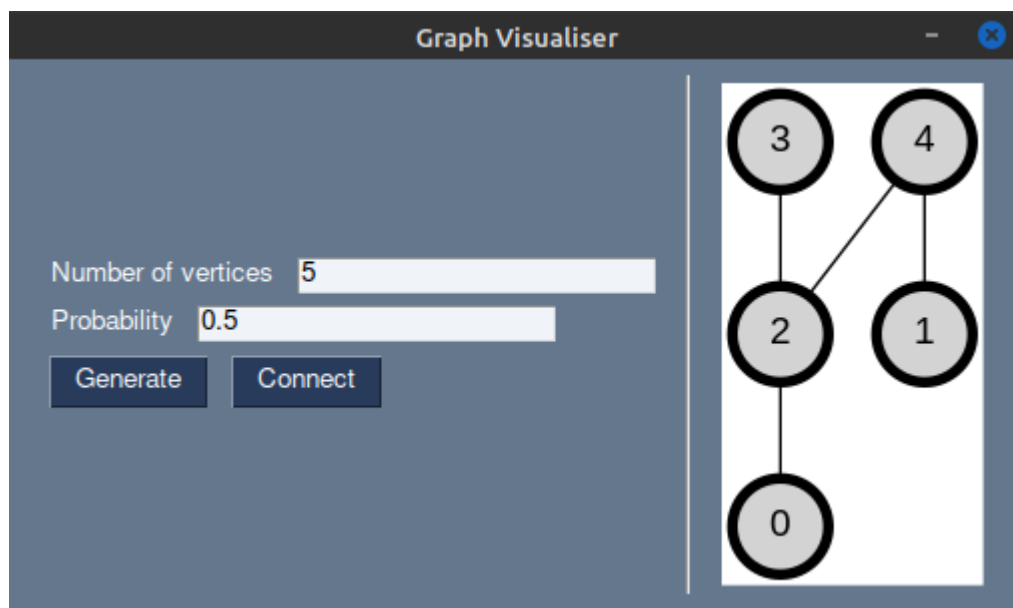 Graph Visualiser
Number of vertices 5
Probability 0.5
Generate Connect
3 4
2 1
0